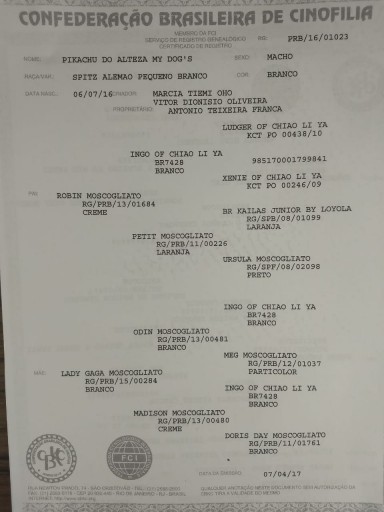 CONFEDERAÇÃO BRASILEIRA DE CINOFILIA
MEMBRO DA FCI
SERVIÇO DE REGISTRO GENEALÓGICO
CERTIFICADO DE REGISTRO
RG: PRB/16/01023
NOME: PIKACHU DO ALTEZA MY DOG'S SEXO: MACHO
RAÇA/VAR.: SPITZ ALEMAO PEQUENO BRANCO COR: BRANCO
DATA NASC.: 06/07/16 CRIADOR: MARCIA TIEMI OHO
VITOR DIONISIO OLIVEIRA
PROPRIETÁRIO: ANTONIO TEIXEIRA FRANCA
LUDGER OF CHIAO LI YA
KCT PO 00438/10
INGO OF CHIAO LI YA
BR7428
BRANCO
985170001799841
XENIE OF CHIAO LI YA
KCT PO 00246/09
PAI: ROBIN MOSCOGLIATO
RG/PRB/13/01684
CREME
BR KAILAS JUNIOR BY LOYOLA
RG/SPB/08/01099
LARANJA
PETIT MOSCOGLIATO
RG/PRB/11/00226
LARANJA
URSULA MOSCOGLIATO
RG/SPF/08/02098
PRETO
INGO OF CHIAO LI YA
BR7428
BRANCO
ODIN MOSCOGLIATO
RG/PRB/13/00481
BRANCO
MEG MOSCOGLIATO
RG/PRB/12/01037
PARTICOLOR
MÃE: LADY GAGA MOSCOGLIATO
RG/PRB/15/00284
BRANCO
INGO OF CHIAO LI YA
BR7428
BRANCO
MADISON MOSCOGLIATO
RG/PRB/13/00480
CREME
DORIS DAY MOSCOGLIATO
RG/PRB/11/01761
BRANCO
CBKC
FCI
DATA DA EMISSÃO: 07/04/17
QUALQUER ANOTAÇÃO NESTE DOCUMENTO SEM AUTORIZAÇÃO DA
CBKC, TIRA A VALIDADE DO MESMO